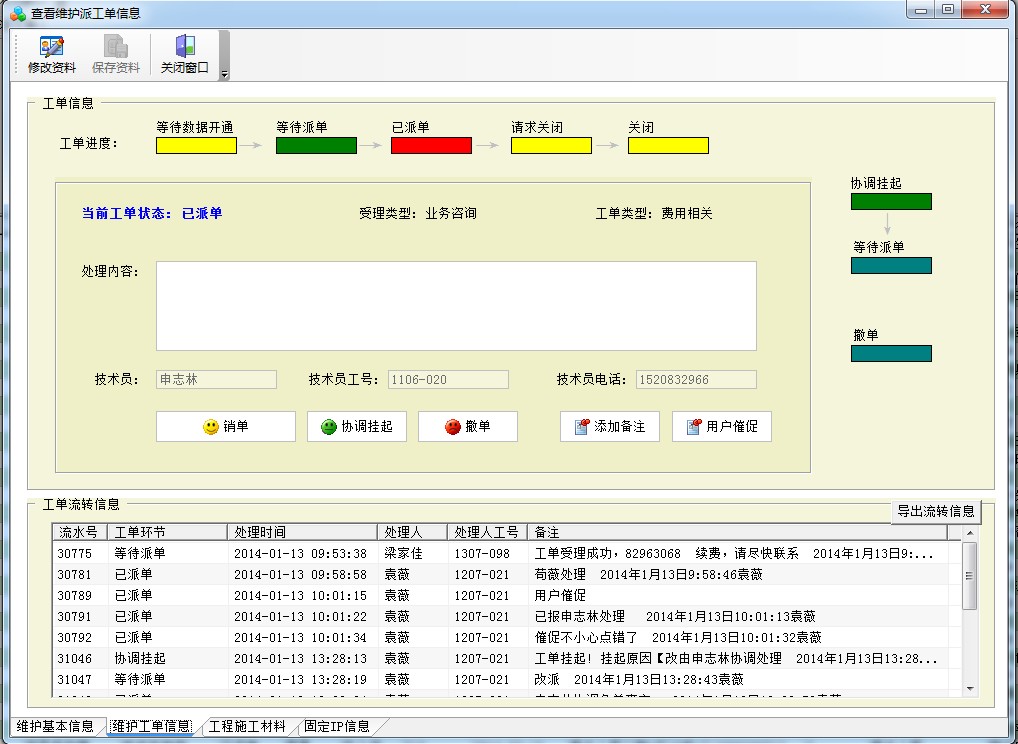 查看维护派工单信息
修改资料 保存资料 关闭窗口
工单信息
工单进度： 等待数据开通 等待派单 已派单 请求关闭 关闭
协调挂起
等待派单
撤单
当前工单状态：已派单 受理类型：业务咨询 工单类型：费用相关
处理内容：
技术员： 申志林 技术员工号： 1106-020 技术员电话： 1520832966
销单 协调挂起 撤单 添加备注 用户催促
工单流转信息
导出流转信息
流水号 工单环节 处理时间 处理人 处理人工号 备注
30775 等待派单 2014-01-13 09:53:38 梁家佳 1307-098 工单受理成功，82963068 续费，请尽快联系 2014年1月13日9:...
30781 已派单 2014-01-13 09:58:58 袁薇 1207-021 苟薇处理 2014年1月13日9:58:46袁薇
30789 已派单 2014-01-13 10:01:15 袁薇 1207-021 用户催促
30791 已派单 2014-01-13 10:01:22 袁薇 1207-021 已报申志林处理 2014年1月13日10:01:13袁薇
30792 已派单 2014-01-13 10:01:34 袁薇 1207-021 催促不小心点错了 2014年1月13日10:01:32袁薇
31046 协调挂起 2014-01-13 13:28:13 袁薇 1207-021 工单挂起！挂起原因【改由申志林协调处理 2014年1月13日13:28...
31047 等待派单 2014-01-13 13:28:19 袁薇 1207-021 改派 2014年1月13日13:28:43袁薇
维护基本信息 维护工单信息 工程施工材料 固定IP信息